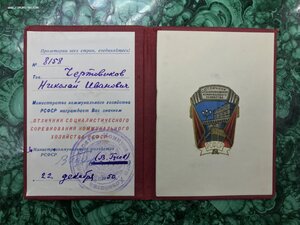 Пролетарии всех стран, соединяйтесь!
№ 8158
Тов. Чертовиков
Николай Иванович
Министерство коммунального хозяйства
РСФСР награждает Вас значком
„ОТЛИЧНИК СОЦИАЛИСТИЧЕСКОГО
СОРЕВНОВАНИЯ КОММУНАЛЬНОГО
ХОЗЯЙСТВА РСФСР“
Министр коммунального хозяйства
РСФСР
22 декабря 50